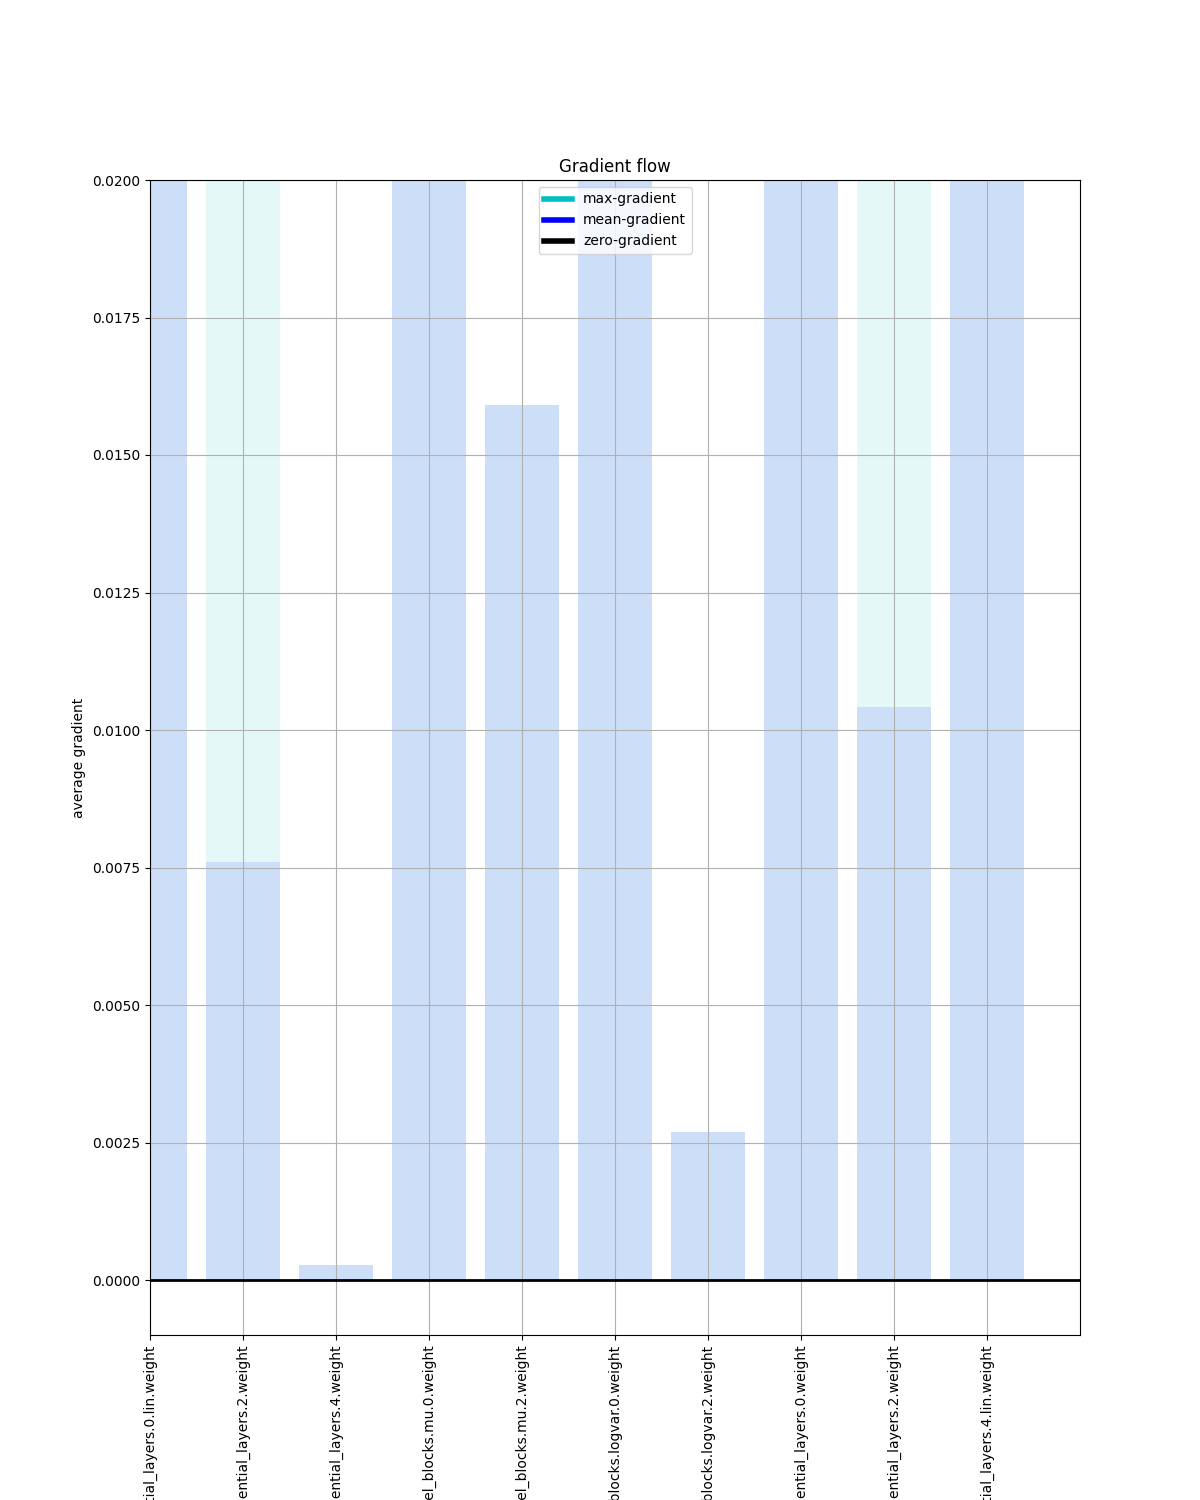 Gradient flow
max-gradient
mean-gradient
zero-gradient
0.0200
0.0175
0.0150
0.0125
0.0100
0.0075
0.0050
0.0025
0.0000
average gradient
tial_layers.0.lin.weight
ential_layers.2.weight
ential_layers.4.weight
el_blocks.mu.0.weight
el_blocks.mu.2.weight
blocks.logvar.0.weight
blocks.logvar.2.weight
ential_layers.0.weight
ential_layers.2.weight
tial_layers.4.lin.weight